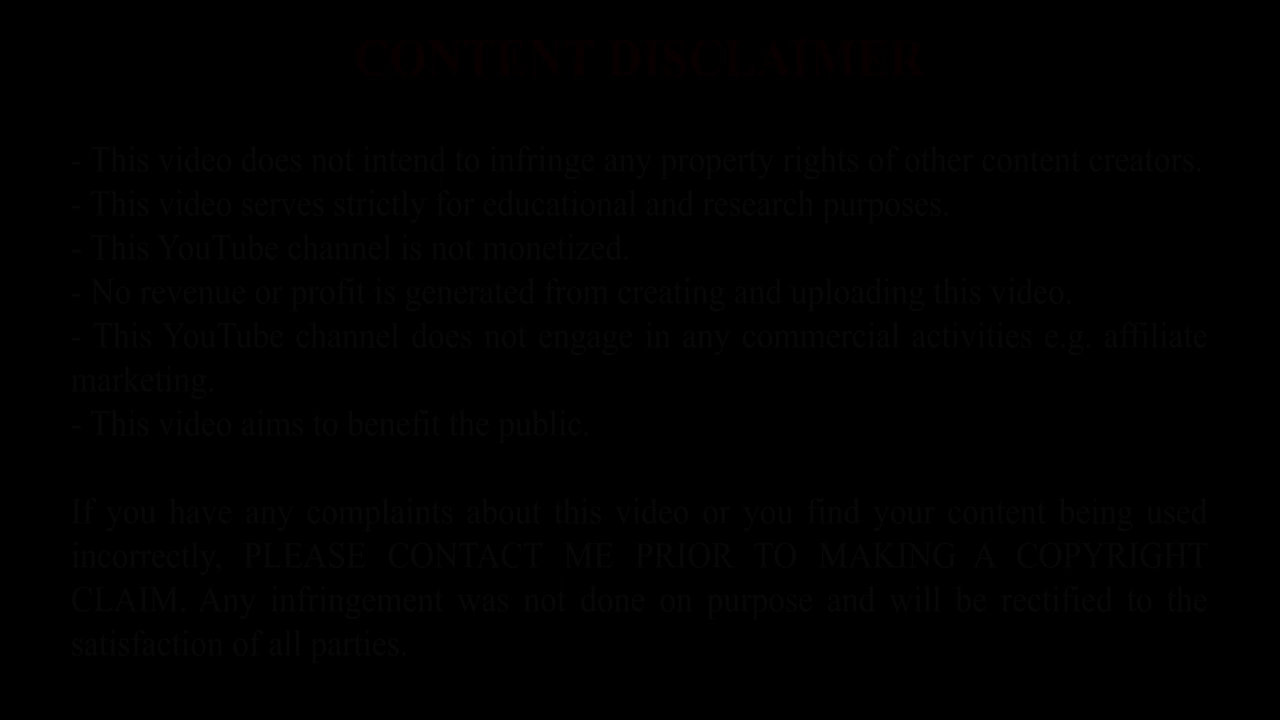 CONTENT DISCLAIMER
- This video does not intend to infringe any property rights of other content creators.
- This video serves strictly for educational and research purposes.
- This YouTube channel is not monetized.
- No revenue or profit is generated from creating and uploading this video.
- This YouTube channel does not engage in any commercial activities e.g. affiliate
marketing.
- This video aims to benefit the public.
If you have any complaints about this video or you find your content being used
incorrectly, PLEASE CONTACT ME PRIOR TO MAKING A COPYRIGHT
CLAIM. Any infringement was not done on purpose and will be rectified to the
satisfaction of all parties.